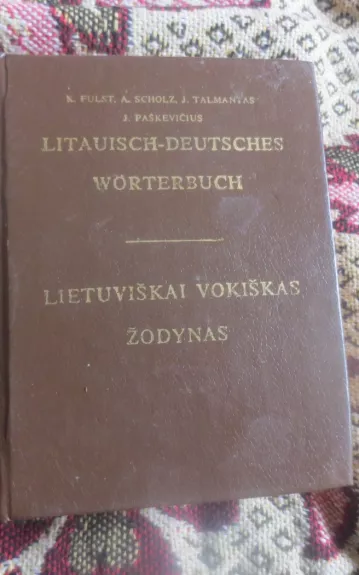 K. FULST, A. SCHOLZ, J. TALMANTAS
J. PAŠKEVIČIUS
LITAUISCH-DEUTSCHES
WÖRTERBUCH
LIETUVIŠKAI VOKIŠKAS
ŽODYNAS